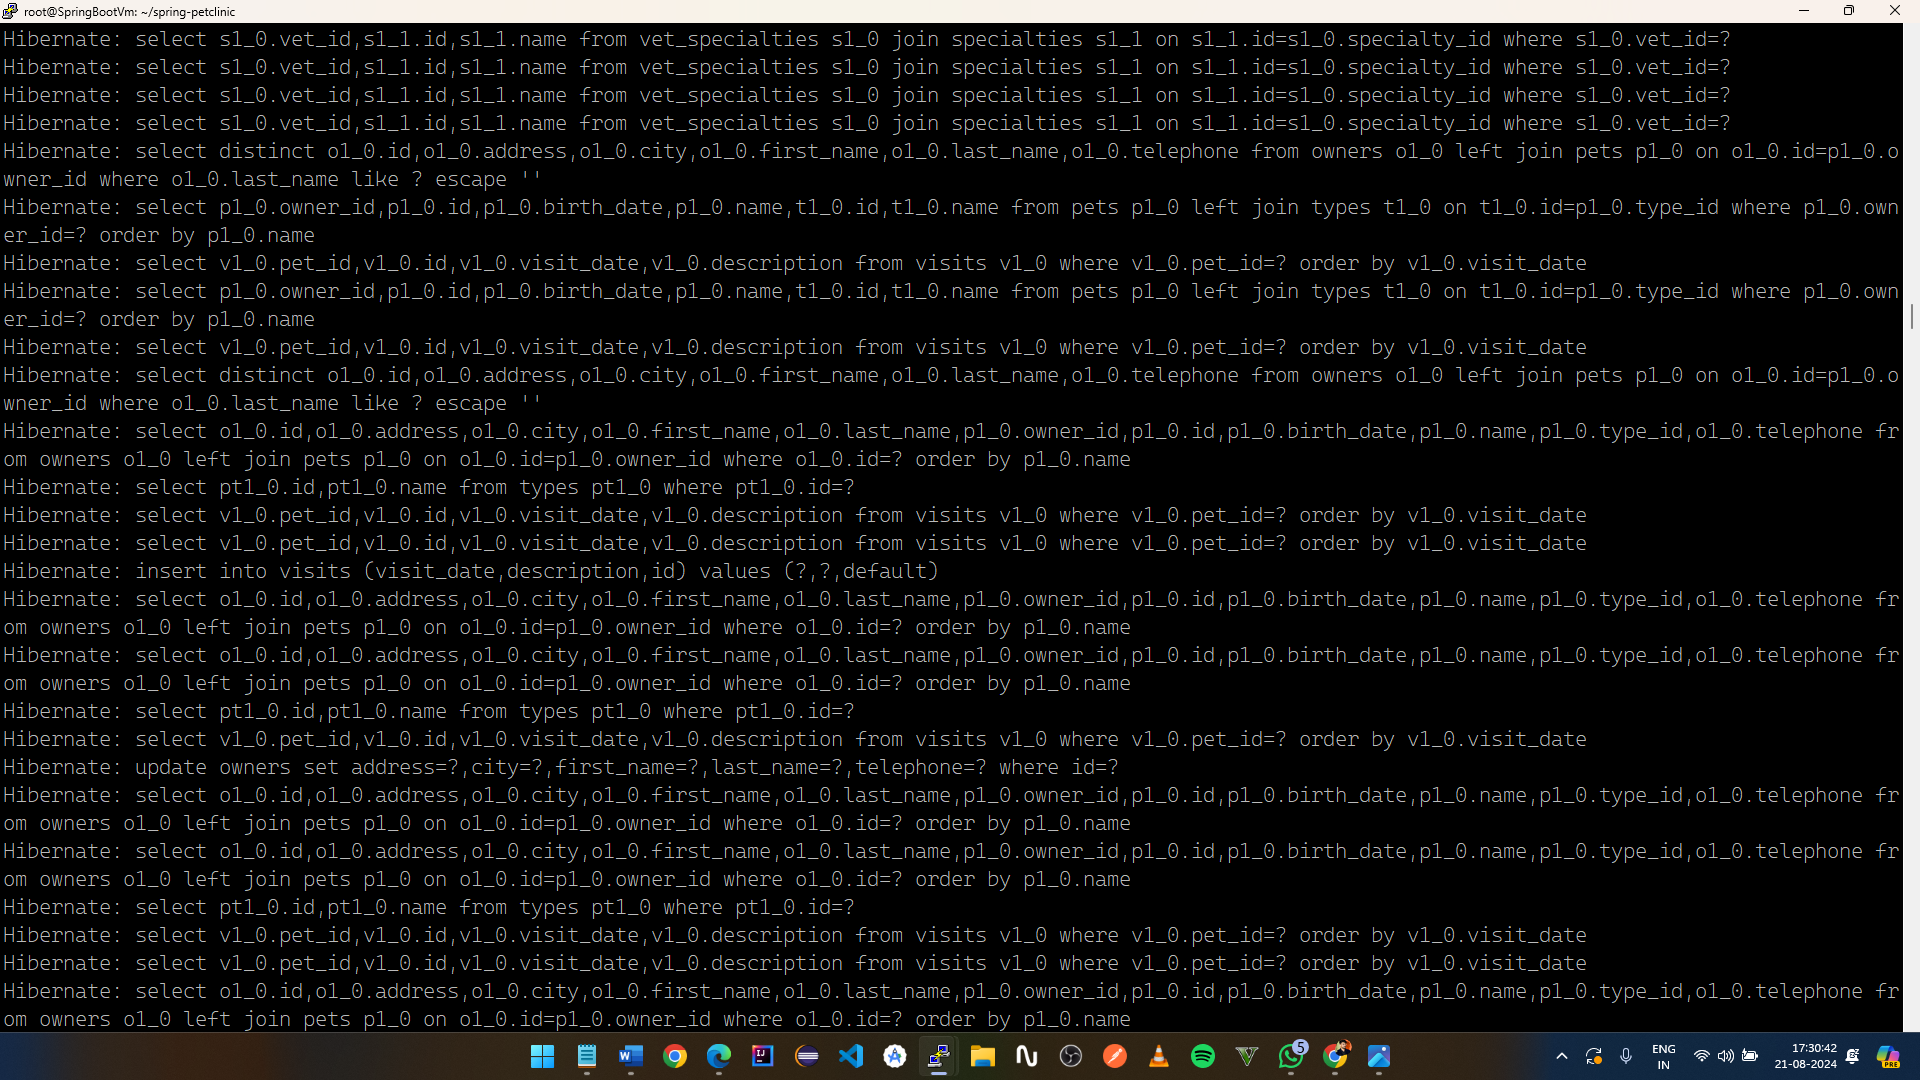 root@SpringBootVm: ~/spring-petclinic
Hibernate: select s1_0.vet_id,s1_1.id,s1_1.name from vet_specialties s1_0 join specialties s1_1 on s1_1.id=s1_0.specialty_id where s1_0.vet_id=?
Hibernate: select s1_0.vet_id,s1_1.id,s1_1.name from vet_specialties s1_0 join specialties s1_1 on s1_1.id=s1_0.specialty_id where s1_0.vet_id=?
Hibernate: select s1_0.vet_id,s1_1.id,s1_1.name from vet_specialties s1_0 join specialties s1_1 on s1_1.id=s1_0.specialty_id where s1_0.vet_id=?
Hibernate: select s1_0.vet_id,s1_1.id,s1_1.name from vet_specialties s1_0 join specialties s1_1 on s1_1.id=s1_0.specialty_id where s1_0.vet_id=?
Hibernate: select distinct o1_0.id,o1_0.address,o1_0.city,o1_0.first_name,o1_0.last_name,o1_0.telephone from owners o1_0 left join pets p1_0 on o1_0.id=p1_0.o
wner_id where o1_0.last_name like ? escape ''
Hibernate: select p1_0.owner_id,p1_0.id,p1_0.birth_date,p1_0.name,t1_0.id,t1_0.name from pets p1_0 left join types t1_0 on t1_0.id=p1_0.type_id where p1_0.own
er_id=? order by p1_0.name
Hibernate: select v1_0.pet_id,v1_0.id,v1_0.visit_date,v1_0.description from visits v1_0 where v1_0.pet_id=? order by v1_0.visit_date
Hibernate: select p1_0.owner_id,p1_0.id,p1_0.birth_date,p1_0.name,t1_0.id,t1_0.name from pets p1_0 left join types t1_0 on t1_0.id=p1_0.type_id where p1_0.own
er_id=? order by p1_0.name
Hibernate: select v1_0.pet_id,v1_0.id,v1_0.visit_date,v1_0.description from visits v1_0 where v1_0.pet_id=? order by v1_0.visit_date
Hibernate: select distinct o1_0.id,o1_0.address,o1_0.city,o1_0.first_name,o1_0.last_name,o1_0.telephone from owners o1_0 left join pets p1_0 on o1_0.id=p1_0.o
wner_id where o1_0.last_name like ? escape ''
Hibernate: select o1_0.id,o1_0.address,o1_0.city,o1_0.first_name,o1_0.last_name,p1_0.owner_id,p1_0.id,p1_0.birth_date,p1_0.name,p1_0.type_id,o1_0.telephone fr
om owners o1_0 left join pets p1_0 on o1_0.id=p1_0.owner_id where o1_0.id=? order by p1_0.name
Hibernate: select pt1_0.id,pt1_0.name from types pt1_0 where pt1_0.id=?
Hibernate: select v1_0.pet_id,v1_0.id,v1_0.visit_date,v1_0.description from visits v1_0 where v1_0.pet_id=? order by v1_0.visit_date
Hibernate: select v1_0.pet_id,v1_0.id,v1_0.visit_date,v1_0.description from visits v1_0 where v1_0.pet_id=? order by v1_0.visit_date
Hibernate: insert into visits (visit_date,description,id) values (?,?,default)
Hibernate: select o1_0.id,o1_0.address,o1_0.city,o1_0.first_name,o1_0.last_name,p1_0.owner_id,p1_0.id,p1_0.birth_date,p1_0.name,p1_0.type_id,o1_0.telephone fr
om owners o1_0 left join pets p1_0 on o1_0.id=p1_0.owner_id where o1_0.id=? order by p1_0.name
Hibernate: select o1_0.id,o1_0.address,o1_0.city,o1_0.first_name,o1_0.last_name,p1_0.owner_id,p1_0.id,p1_0.birth_date,p1_0.name,p1_0.type_id,o1_0.telephone fr
om owners o1_0 left join pets p1_0 on o1_0.id=p1_0.owner_id where o1_0.id=? order by p1_0.name
Hibernate: select pt1_0.id,pt1_0.name from types pt1_0 where pt1_0.id=?
Hibernate: select v1_0.pet_id,v1_0.id,v1_0.visit_date,v1_0.description from visits v1_0 where v1_0.pet_id=? order by v1_0.visit_date
Hibernate: update owners set address=?,city=?,first_name=?,last_name=?,telephone=? where id=?
Hibernate: select o1_0.id,o1_0.address,o1_0.city,o1_0.first_name,o1_0.last_name,p1_0.owner_id,p1_0.id,p1_0.birth_date,p1_0.name,p1_0.type_id,o1_0.telephone fr
om owners o1_0 left join pets p1_0 on o1_0.id=p1_0.owner_id where o1_0.id=? order by p1_0.name
Hibernate: select o1_0.id,o1_0.address,o1_0.city,o1_0.first_name,o1_0.last_name,p1_0.owner_id,p1_0.id,p1_0.birth_date,p1_0.name,p1_0.type_id,o1_0.telephone fr
om owners o1_0 left join pets p1_0 on o1_0.id=p1_0.owner_id where o1_0.id=? order by p1_0.name
Hibernate: select pt1_0.id,pt1_0.name from types pt1_0 where pt1_0.id=?
Hibernate: select v1_0.pet_id,v1_0.id,v1_0.visit_date,v1_0.description from visits v1_0 where v1_0.pet_id=? order by v1_0.visit_date
Hibernate: select v1_0.pet_id,v1_0.id,v1_0.visit_date,v1_0.description from visits v1_0 where v1_0.pet_id=? order by v1_0.visit_date
Hibernate: select o1_0.id,o1_0.address,o1_0.city,o1_0.first_name,o1_0.last_name,p1_0.owner_id,p1_0.id,p1_0.birth_date,p1_0.name,p1_0.type_id,o1_0.telephone fr
om owners o1_0 left join pets p1_0 on o1_0.id=p1_0.owner_id where o1_0.id=? order by p1_0.name
5
ENG
IN
17:30:42
21-08-2024
PRE